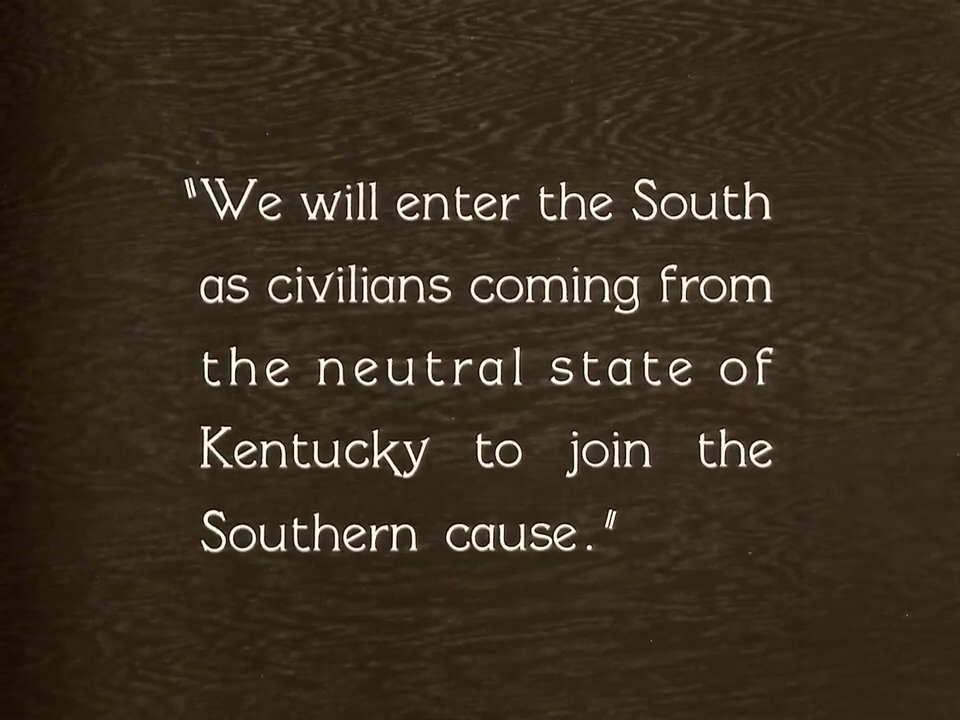 "We will enter the South
as civilians coming from
the neutral state of
Kentucky to join the
Southern cause."